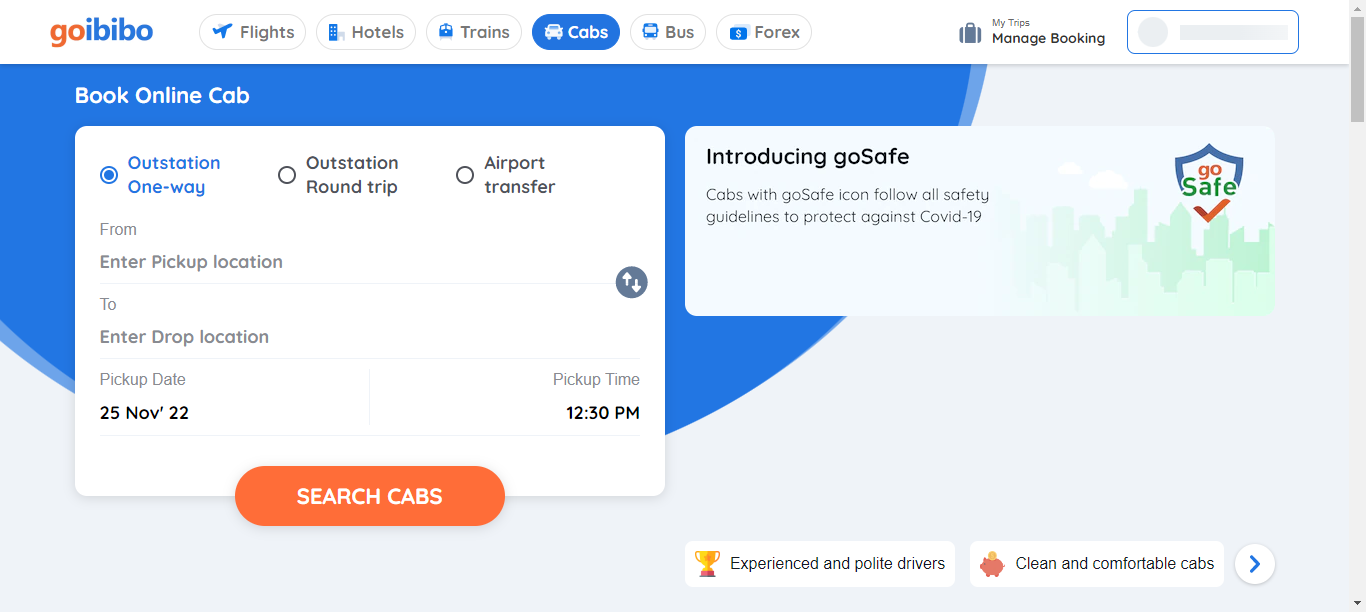 goibibo
Flights
Hotels
Trains
Cabs
Bus
$
Forex
My Trips
Manage Booking
Book Online Cab
Outstation
One-way
Outstation
Round trip
Airport
transfer
From
Enter Pickup location
To
Enter Drop location
Pickup Date
Pickup Time
25 Nov' 22
12:30 PM
SEARCH CABS
Introducing goSafe
Cabs with goSafe icon follow all safety
guidelines to protect against Covid-19
go
Safe
Experienced and polite drivers
Clean and comfortable cabs